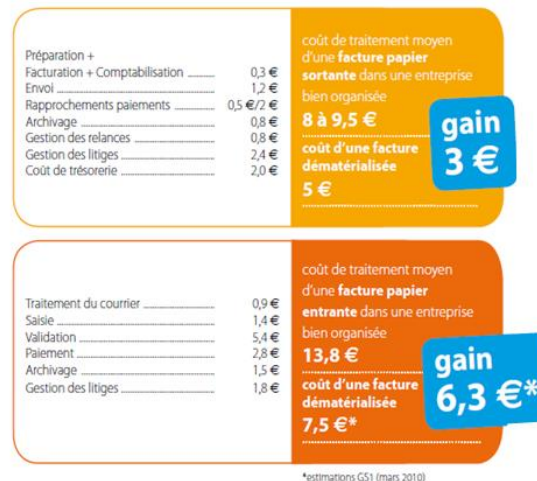 Préparation +
Facturation + Comptabilisation 0,3 €
Envoi 1,2 €
Rapprochements paiements 0,5 €/2 €
Archivage 0,8 €
Gestion des relances 0,8 €
Gestion des litiges 2,4 €
Coût de trésorerie 2,0 €
coût de traitement moyen
d'une facture papier
sortante dans une entreprise
bien organisée
8 à 9,5 €
coût d'une facture
dématérialisée
5 €
gain
3 €
Traitement du courrier 0,9 €
Saisie 1,4 €
Validation 5,4 €
Paiement 2,8 €
Archivage 1,5 €
Gestion des litiges 1,8 €
coût de traitement moyen
d'une facture papier
entrante dans une entreprise
bien organisée
13,8 €
coût d'une facture
dématérialisée
7,5 €*
gain
6,3 €*
*estimations GS1 (mars 2010)